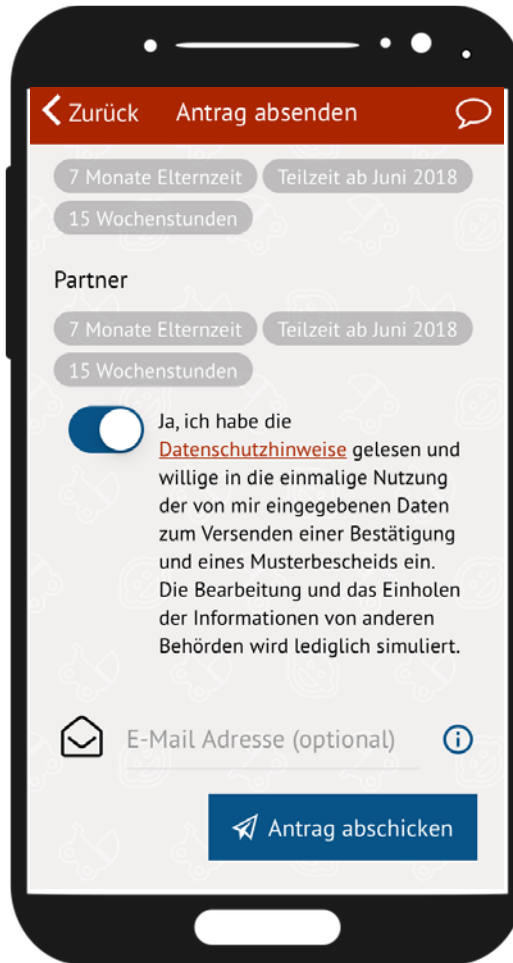 Zurück Antrag absenden
7 Monate Elternzeit Teilzeit ab Juni 2018
15 Wochenstunden
Partner
7 Monate Elternzeit Teilzeit ab Juni 2018
15 Wochenstunden
Ja, ich habe die
Datenschutzhinweise gelesen und
willige in die einmalige Nutzung
der von mir eingegebenen Daten
zum Versenden einer Bestätigung
und eines Musterbescheids ein.
Die Bearbeitung und das Einholen
der Informationen von anderen
Behörden wird lediglich simuliert.
E-Mail Adresse (optional)
Antrag abschicken